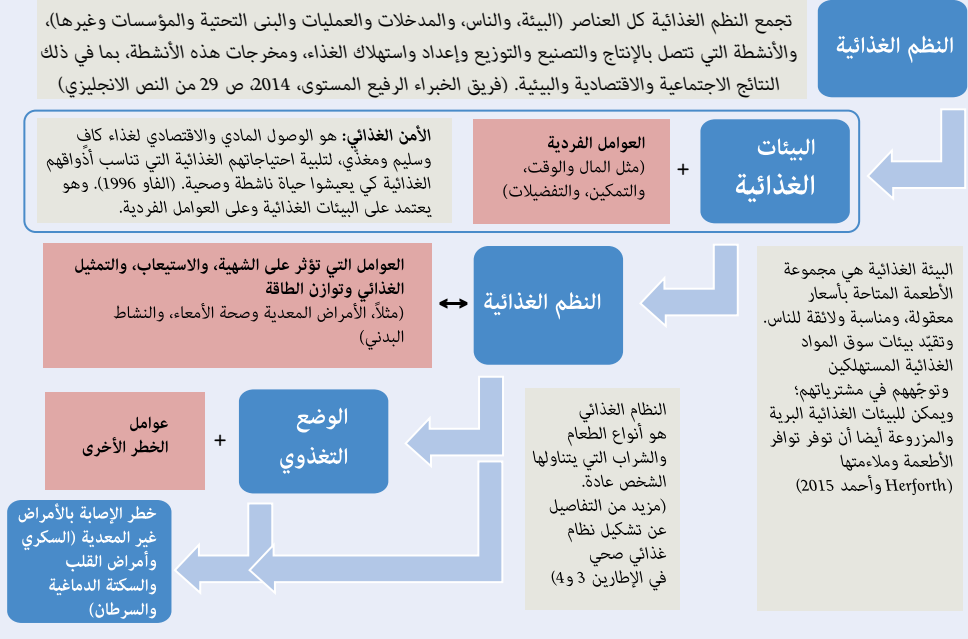 النظم الغذائية
تجمع النظم الغذائية كل العناصر (البيئة، والناس، والمدخلات والعمليات والبنى التحتية والمؤسسات وغيرها)،
والأنشطة التي تتصل بالإنتاج والتصنيع والتوزيع وإعداد واستهلاك الغذاء، ومخرجات هذه الأنشطة، بما في ذلك
النتائج الاجتماعية والاقتصادية والبيئية. (فريق الخبراء الرفيع المستوى، 2014، ص 29 من النص الانجليزي)
البيئات
الغذائية
+
العوامل الفردية
(مثل المال والوقت،
والتمكين، والتفضيلات)
الأمن الغذائي: هو الوصول المادي والاقتصادي لغذاء كافٍ
وسليم ومغذّي، لتلبية احتياجاتهم الغذائية التي تناسب أذواقهم
الغذائية كي يعيشوا حياة ناشطة وصحية. (الفاو 1996). وهو
يعتمد على البيئات الغذائية وعلى العوامل الفردية.
البيئة الغذائية هي مجموعة
الأطعمة المتاحة بأسعار
معقولة، ومناسبة ولائقة للناس.
وتقيّد بيئات سوق المواد
الغذائية المستهلكين
وتوجّههم في مشترياتهم؛
ويمكن للبيئات الغذائية البرية
والمزروعة أيضا أن توفر توافر
الأطعمة وملاءمتها
(Herforth وأحمد 2015)
النظم الغذائية
العوامل التي تؤثر على الشهية، والاستيعاب، والتمثيل
الغذائي وتوازن الطاقة
(مثلاً، الأمراض المعدية وصحة الأمعاء، والنشاط
البدني)
النظام الغذائي
هو أنواع الطعام
والشراب التي يتناولها
الشخص عادة.
(مزيد من التفاصيل
عن تشكيل نظام
غذائي صحي
في الإطارين 3 و4)
الوضع
التغذوي
+
عوامل
الخطر الأخرى
خطر الإصابة بالأمراض
غير المعدية (السكري
وأمراض القلب
والسكتة الدماغية
والسرطان)